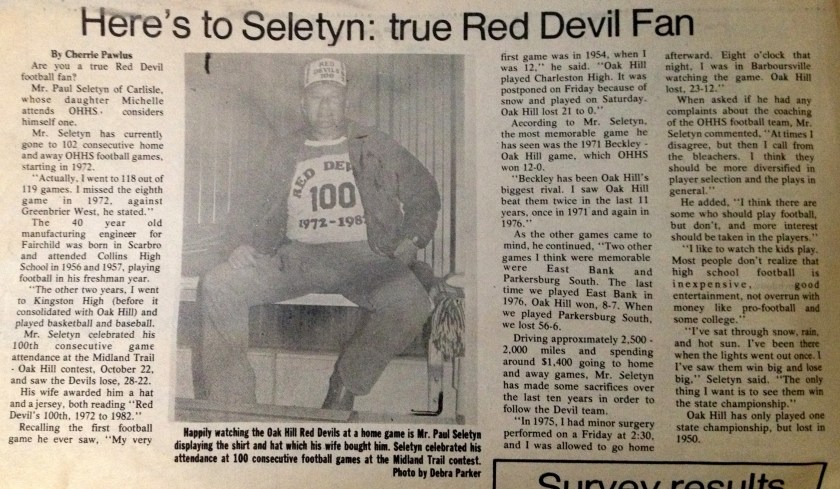 Here's to Seletyn: true Red Devil Fan
By Cherrie Pawlus
Are you a true Red Devil
football fan?
Mr. Paul Seletyn of Carlisle,
whose daughter Michelle
attends OHHS, considers
himself one.
Mr. Seletyn has currently
gone to 102 consecutive home
and away OHHS football games,
starting in 1972.
"Actually, I went to 118 out of
119 games. I missed the eighth
game in 1972, against
Greenbrier West, he stated."
The 40 year old
manufacturing engineer for
Fairchild was born in Scarbro
and attended Collins High
School in 1956 and 1957, playing
football in his freshman year.
"The other two years, I went
to Kingston High (before it
consolidated with Oak Hill) and
played basketball and baseball.
Mr. Seletyn celebrated his
100th consecutive game
attendance at the Midland Trail
- Oak Hill contest, October 22,
and saw the Devils lose, 28-22.
His wife awarded him a hat
and a jersey, both reading "Red
Devil's 100th, 1972 to 1982."
Recalling the first football
game he ever saw, "My very
RED
DEVILS
100
RED DEV
100
1972-198
Happily watching the Oak Hill Red Devils at a home game is Mr. Paul Seletyn
displaying the shirt and hat which his wife bought him. Seletyn celebrated his
attendance at 100 consecutive football games at the Midland Trail contest.
Photo by Debra Parker
first game was in 1954, when I
was 12," he said. "Oak Hill
played Charleston High. It was
postponed on Friday because of
snow and played on Saturday.
Oak Hill lost 21 to 0."
According to Mr. Seletyn,
the most memorable game he
has seen was the 1971 Beckley -
Oak Hill game, which OHHS
won 12-0.
"Beckley has been Oak Hill's
biggest rival. I saw Oak Hill
beat them twice in the last 11
years, once in 1971 and again in
1976."
As the other games came to
mind, he continued, "Two other
games I think were memorable
were East Bank and
Parkersburg South. The last
time we played East Bank in
1976, Oak Hill won, 8-7. When
we played Parkersburg South,
we lost 56-6.
Driving approximately 2,500 -
2,000 miles and spending
around $1,400 going to home
and away games, Mr. Seletyn
has made some sacrifices over
the last ten years in order to
follow the Devil team.
"In 1975, I had minor surgery
performed on a Friday at 2:30,
and I was allowed to go home
afterward. Eight o'clock that
night, I was in Barboursville
watching the game. Oak Hill
lost, 23-12."
When asked if he had any
complaints about the coaching
of the OHHS football team, Mr.
Seletyn commented, "At times I
disagree, but then I call from
the bleachers. I think they
should be more diversified in
player selection and the plays in
general."
He added, "I think there are
some who should play football,
but don't, and more interest
should be taken in the players."
"I like to watch the kids play.
Most people don't realize that
high school football is
inexpensive, good
entertainment, not overrun with
money like pro-football and
some college."
"I've sat through snow, rain,
and hot sun. I've been there
when the lights went out once. I
I've saw them win big and lose
big," Seletyn said. "The only
thing I want is to see them win
the state championship."
Oak Hill has only played one
state championship, but lost in
1950.
Survey results